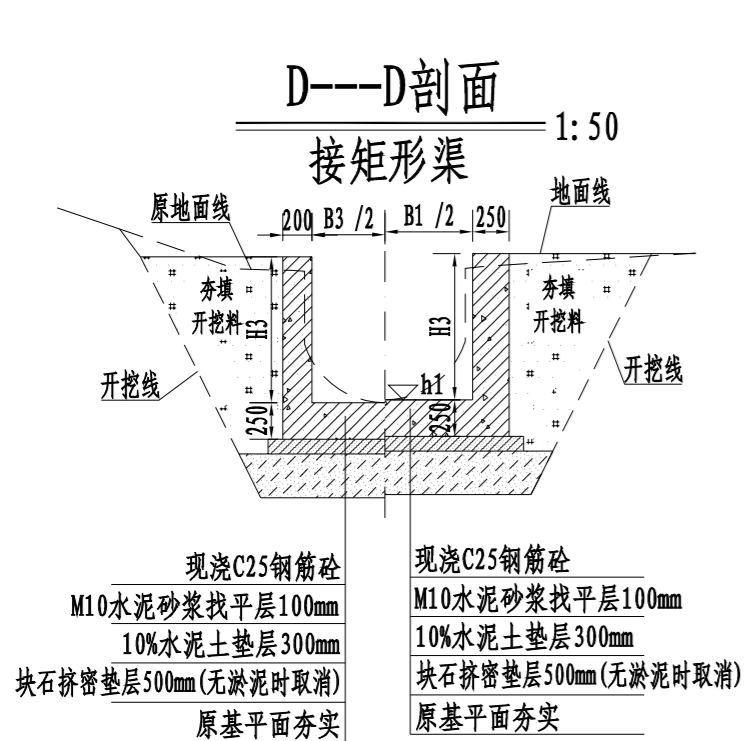 D---D剖面
1:50
接矩形渠
原地面线
地面线
200 B3 /2 B1 /2 250
夯填
开挖料
夯填
开挖料
H3
H3
开挖线
开挖线
h1
250
250
现浇C25钢筋砼
M10水泥砂浆找平层100mm
10%水泥土垫层300mm
块石挤密垫层500mm(无淤泥时取消)
原基平面夯实
现浇C25钢筋砼
M10水泥砂浆找平层100mm
10%水泥土垫层300mm
块石挤密垫层500mm(无淤泥时取消)
原基平面夯实